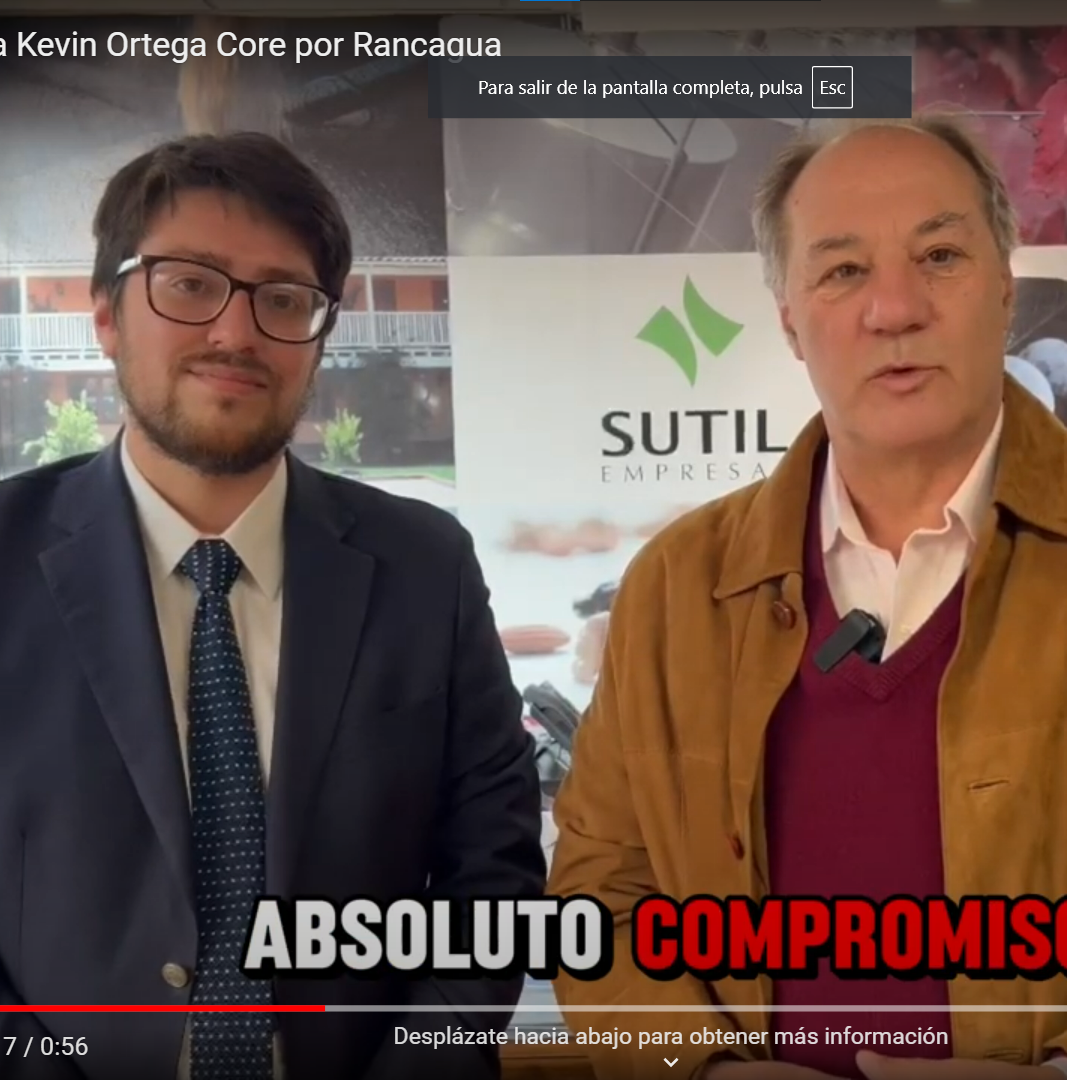 a Kevin Ortega Core por Rancagua
Para salir de la pantalla completa, pulsa Esc
SUTIL
EMPRESA
ABSOLUTO COMPROMISO
7 / 0:56
Desplázate hacia abajo para obtener más información